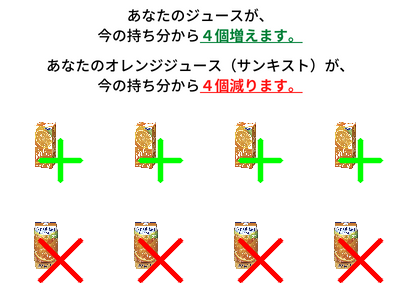 あなたのジュースが、
今の持ち分から４個増えます。
あなたのオレンジジュース（サンキスト）が、
今の持ち分から４個減ります。